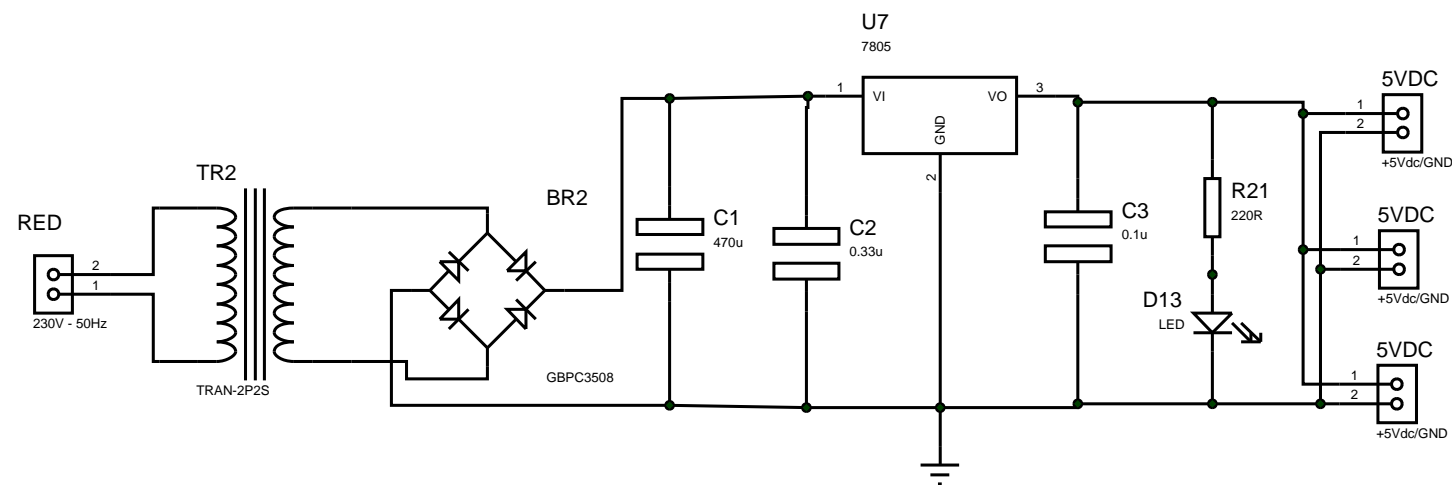 U7
7805
5VDC
1
VI
VO
3
GND
2
1
2
+5Vdc/GND
TR2
BR2
RED
C1
470u
C2
0.33u
C3
0.1u
R21
220R
5VDC
1
2
+5Vdc/GND
2
1
230V - 50Hz
D13
LED
TRAN-2P2S
GBPC3508
5VDC
1
2
+5Vdc/GND